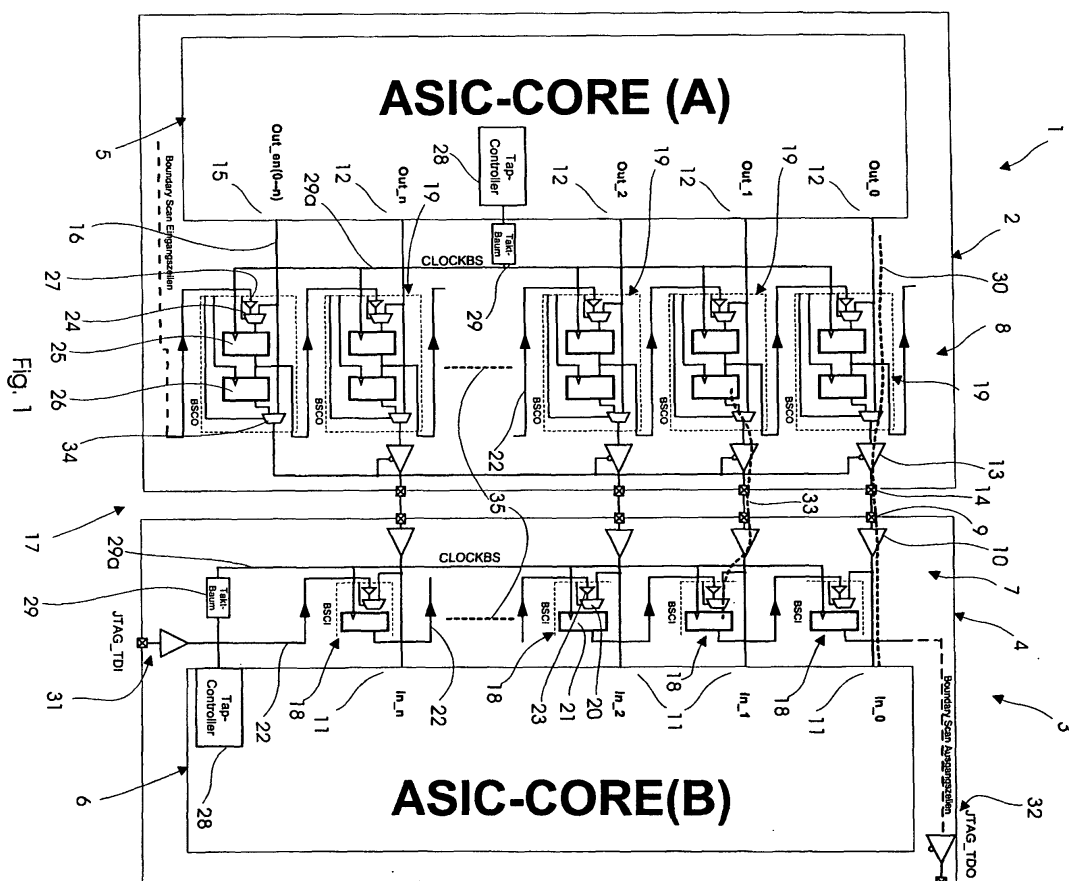 ASIC-CORE (A)
5
Out_en(0---n)
15
Out_n
12
Tap-
Controller
28
Out_2
12
Out_1
12
Out_0
12
1
2
16
29a
19
Takt-
Baum
29
19
19
30
8
19
Boundary Scan Eingangszellen
27
24
25
26
CLOCKBS
BSCO
BSCO
BSCO
BSCO
BSCO
34
22
35
13
14
33
9
10
Fig. 1
17
29a
CLOCKBS
7
4
3
Takt-
Baum
29
JTAG_TDI
31
22
BSCI
18
22
BSCI
18
23
21
20
BSCI
18
BSCI
18
Tap-
Controller
28
11
In_n
11
In_2
11
In_1
11
In_0
Boundary Scan Ausgangszellen
32
JTAG_TDO
6
ASIC-CORE(B)